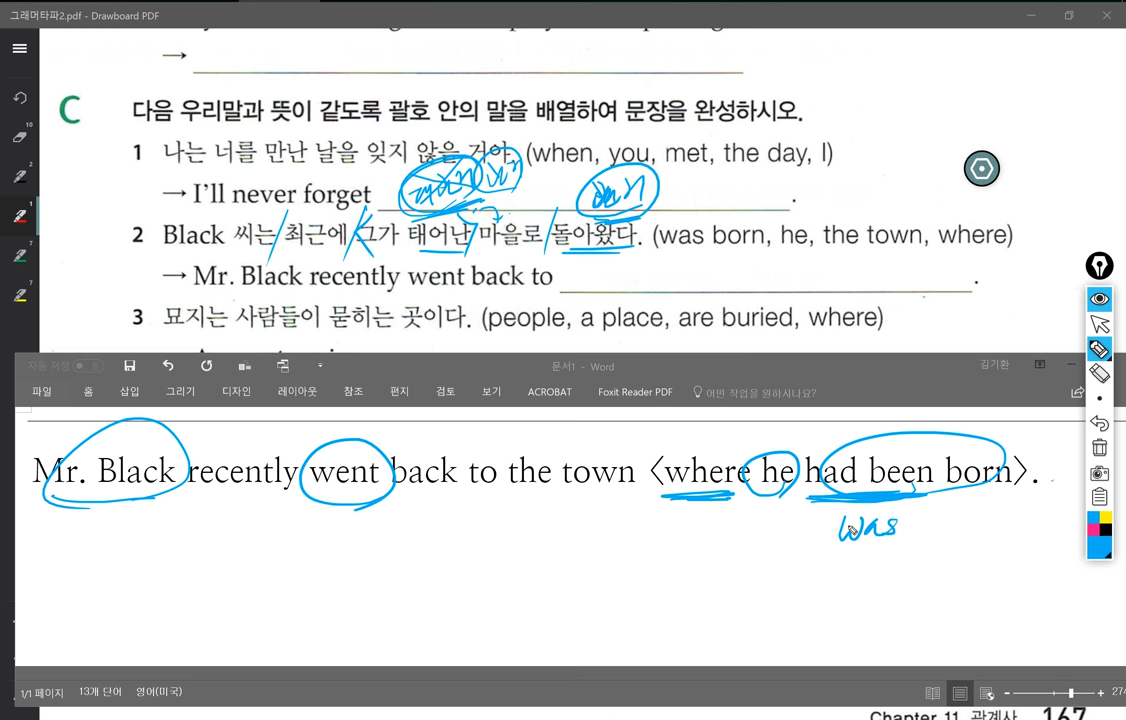 그래머타파2.pdf - Drawboard PDF
→
C 다음 우리말과 뜻이 같도록 괄호 안의 말을 배열하여 문장을 완성하시오.
1 나는 너를 만난 날을 잊지 않을 거야. (when, you, met, the day, I)
→ I'll never forget .
2 Black 씨는 최근에 그가 태어난 마을로 돌아왔다. (was born, he, the town, where)
→ Mr. Black recently went back to .
3 묘지는 사람들이 묻히는 곳이다. (people, a place, are buried, where)
10
2
1
7
7
자동 저장 문서1 - Word 김기환
파일 홈 삽입 그리기 디자인 레이아웃 참조 편지 검토 보기 ACROBAT Foxit Reader PDF 어떤 작업을 원하시나요?
Mr. Black recently went back to the town 〈where he had been born〉.
was
1/1 페이지 13개 단어 영어(미국) 274
Chapter 11 관계사 167